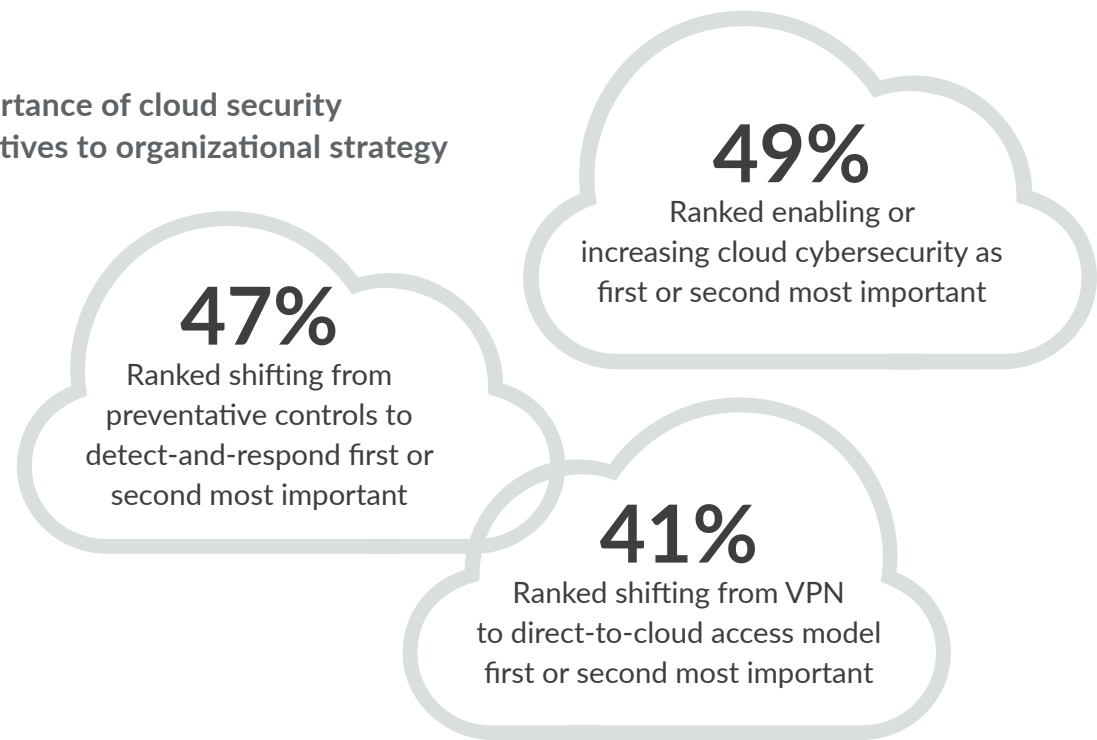 rtance of cloud security
tives to organizational strategy
49%
Ranked enabling or
increasing cloud cybersecurity as
first or second most important
47%
Ranked shifting from
preventative controls to
detect-and-respond first or
second most important
41%
Ranked shifting from VPN
to direct-to-cloud access model
first or second most important